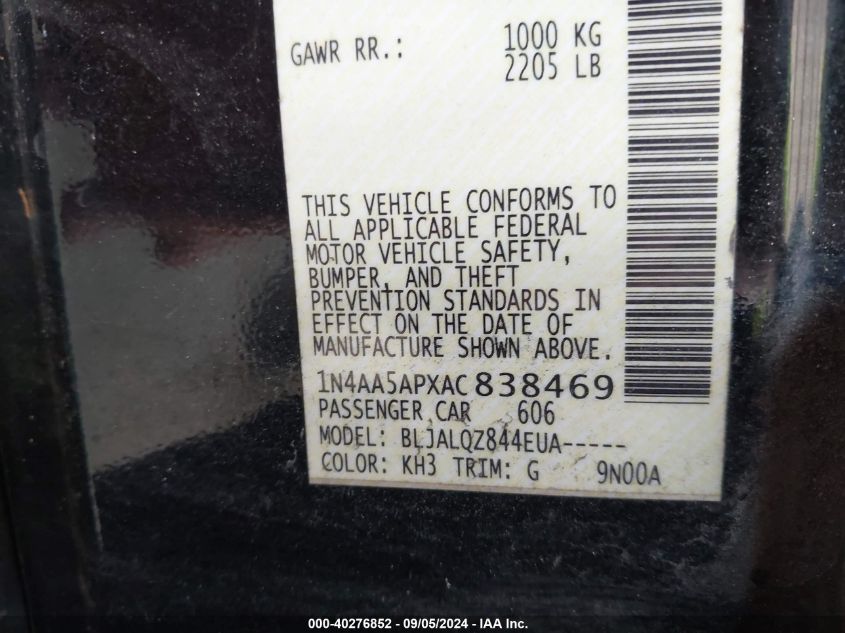 GAWR RR.: 1000 KG
2205 LB
THIS VEHICLE CONFORMS TO
ALL APPLICABLE FEDERAL
MOTOR VEHICLE SAFETY,
BUMPER, AND THEFT
PREVENTION STANDARDS IN
EFFECT ON THE DATE OF
MANUFACTURE SHOWN ABOVE.
1N4AA5APXAC838469
PASSENGER CAR 606
MODEL: BLJALQZ844EUA-----
COLOR: KH3 TRIM: G 9N00A
000-40276852 - 09/05/2024 - IAA Inc.